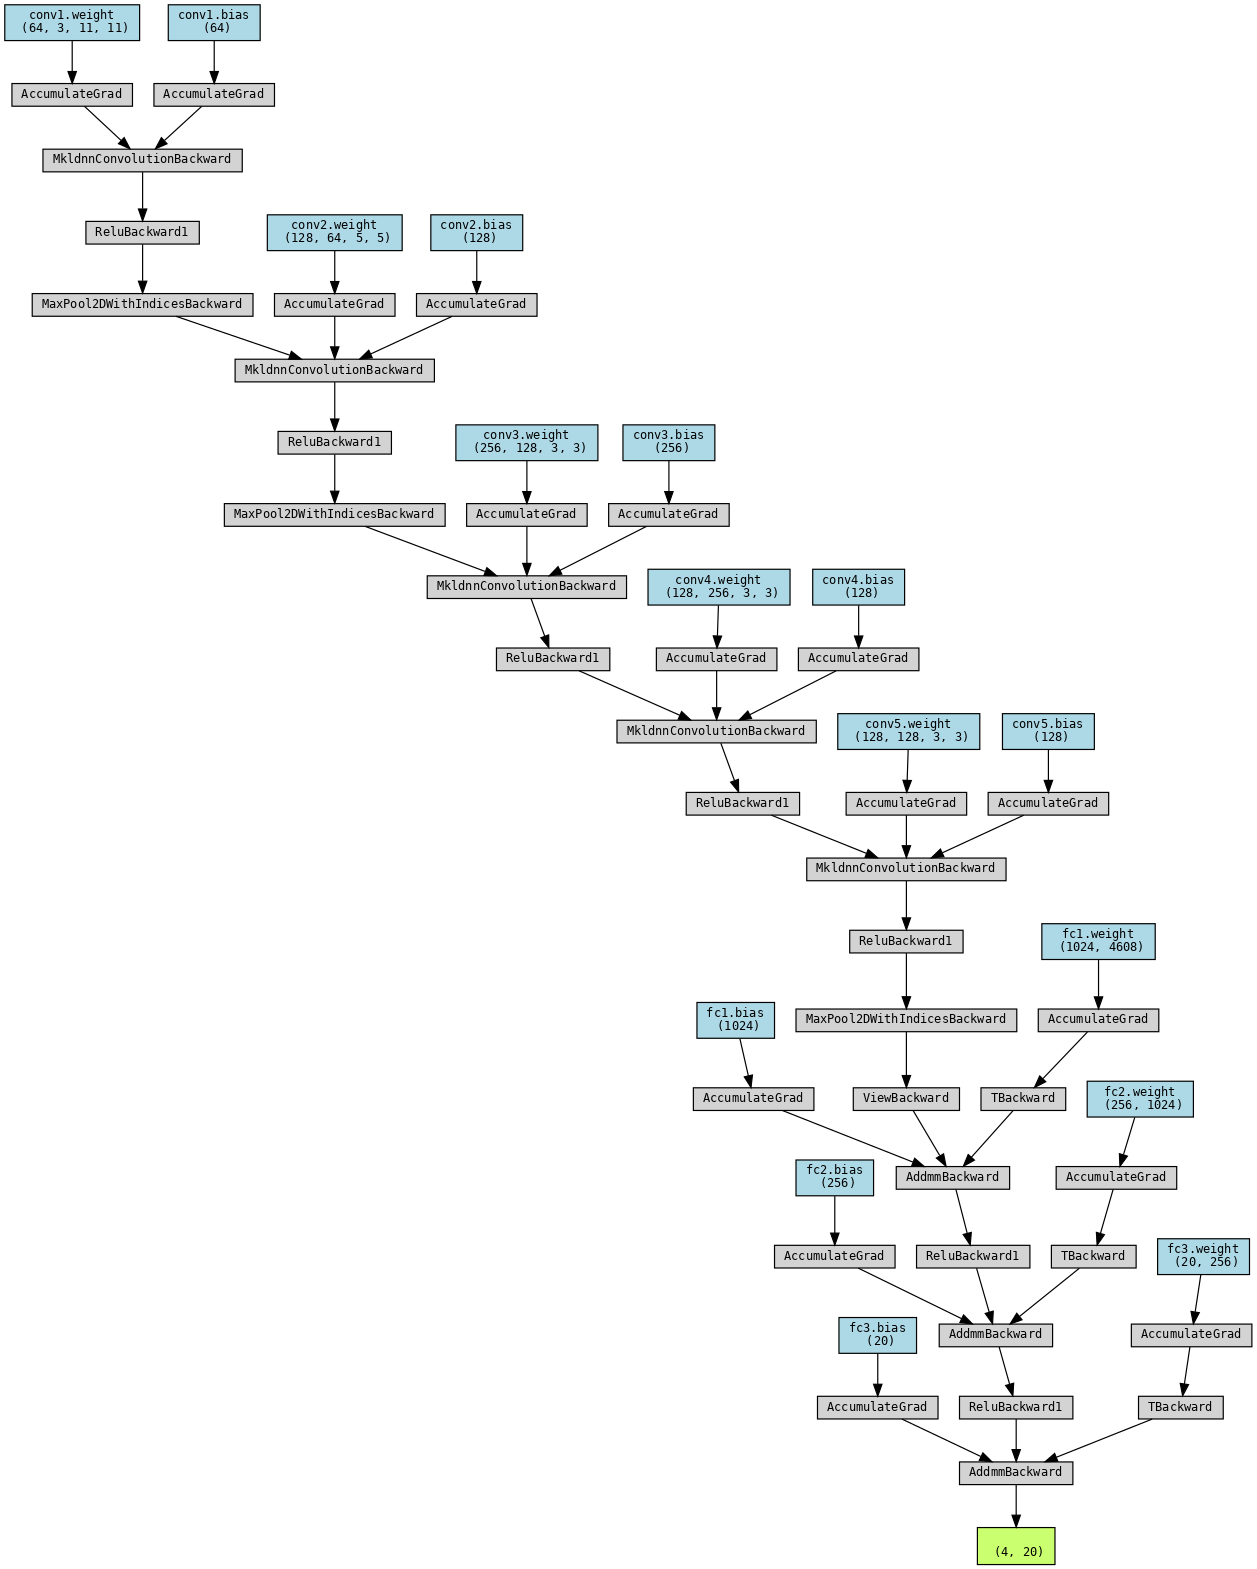 conv1.weight
(64, 3, 11, 11)
conv1.bias
(64)
AccumulateGrad
AccumulateGrad
MkldnnConvolutionBackward
ReluBackward1
conv2.weight
(128, 64, 5, 5)
conv2.bias
(128)
MaxPool2DWithIndicesBackward
AccumulateGrad
AccumulateGrad
MkldnnConvolutionBackward
ReluBackward1
conv3.weight
(256, 128, 3, 3)
conv3.bias
(256)
MaxPool2DWithIndicesBackward
AccumulateGrad
AccumulateGrad
MkldnnConvolutionBackward
conv4.weight
(128, 256, 3, 3)
conv4.bias
(128)
ReluBackward1
AccumulateGrad
AccumulateGrad
MkldnnConvolutionBackward
conv5.weight
(128, 128, 3, 3)
conv5.bias
(128)
ReluBackward1
AccumulateGrad
AccumulateGrad
MkldnnConvolutionBackward
ReluBackward1
fc1.weight
(1024, 4608)
fc1.bias
(1024)
MaxPool2DWithIndicesBackward
AccumulateGrad
AccumulateGrad
ViewBackward
TBackward
fc2.weight
(256, 1024)
fc2.bias
(256)
AddmmBackward
AccumulateGrad
AccumulateGrad
ReluBackward1
TBackward
fc3.weight
(20, 256)
fc3.bias
(20)
AddmmBackward
AccumulateGrad
AccumulateGrad
ReluBackward1
TBackward
AddmmBackward
(4, 20)